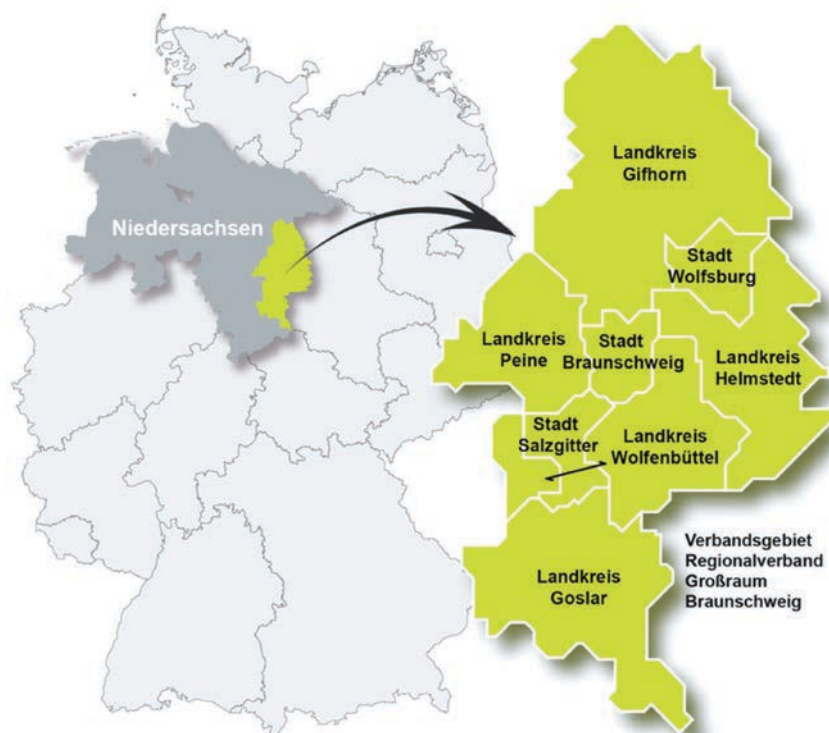 Niedersachsen
Landkreis
Gifhorn
Stadt
Wolfsburg
Landkreis
Peine
Stadt
Braunschweig
Landkreis
Helmstedt
Stadt
Salzgitter
Landkreis
Wolfenbüttel
Landkreis
Goslar
Verbandsgebiet
Regionalverband
Großraum
Braunschweig